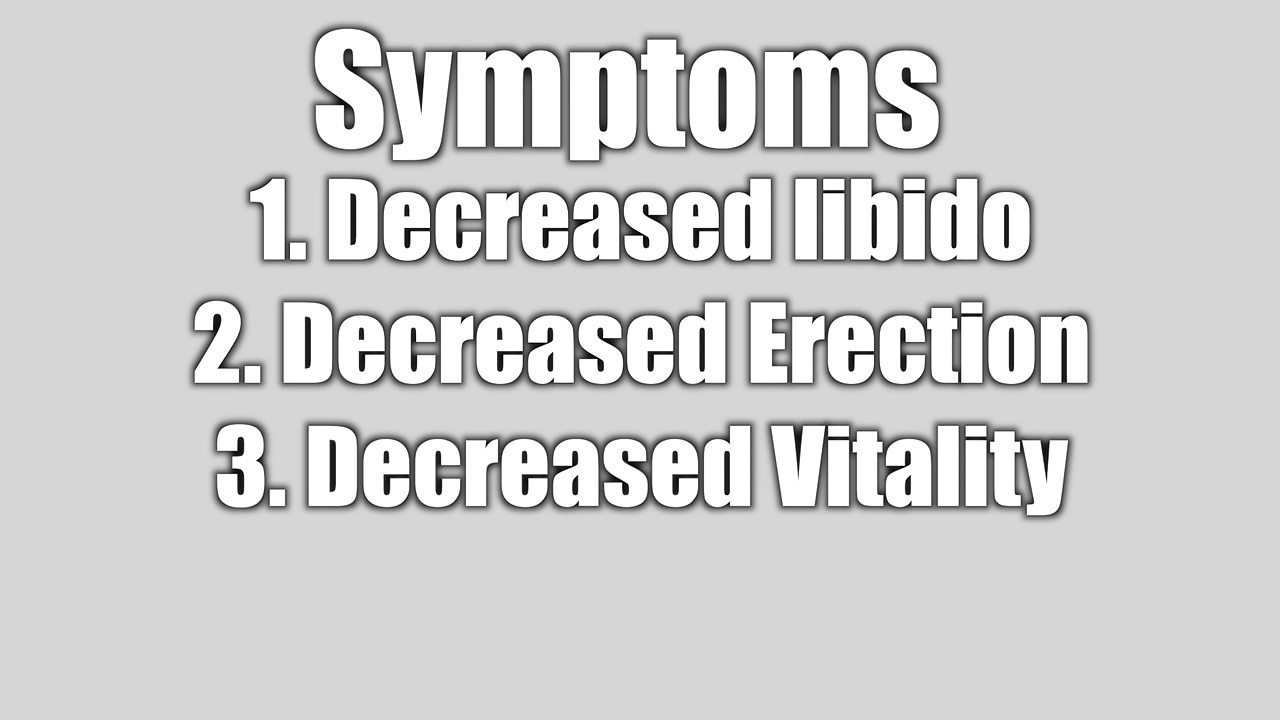 Symptoms
1. Decreased libido
2. Decreased Erection
3. Decreased Vitality